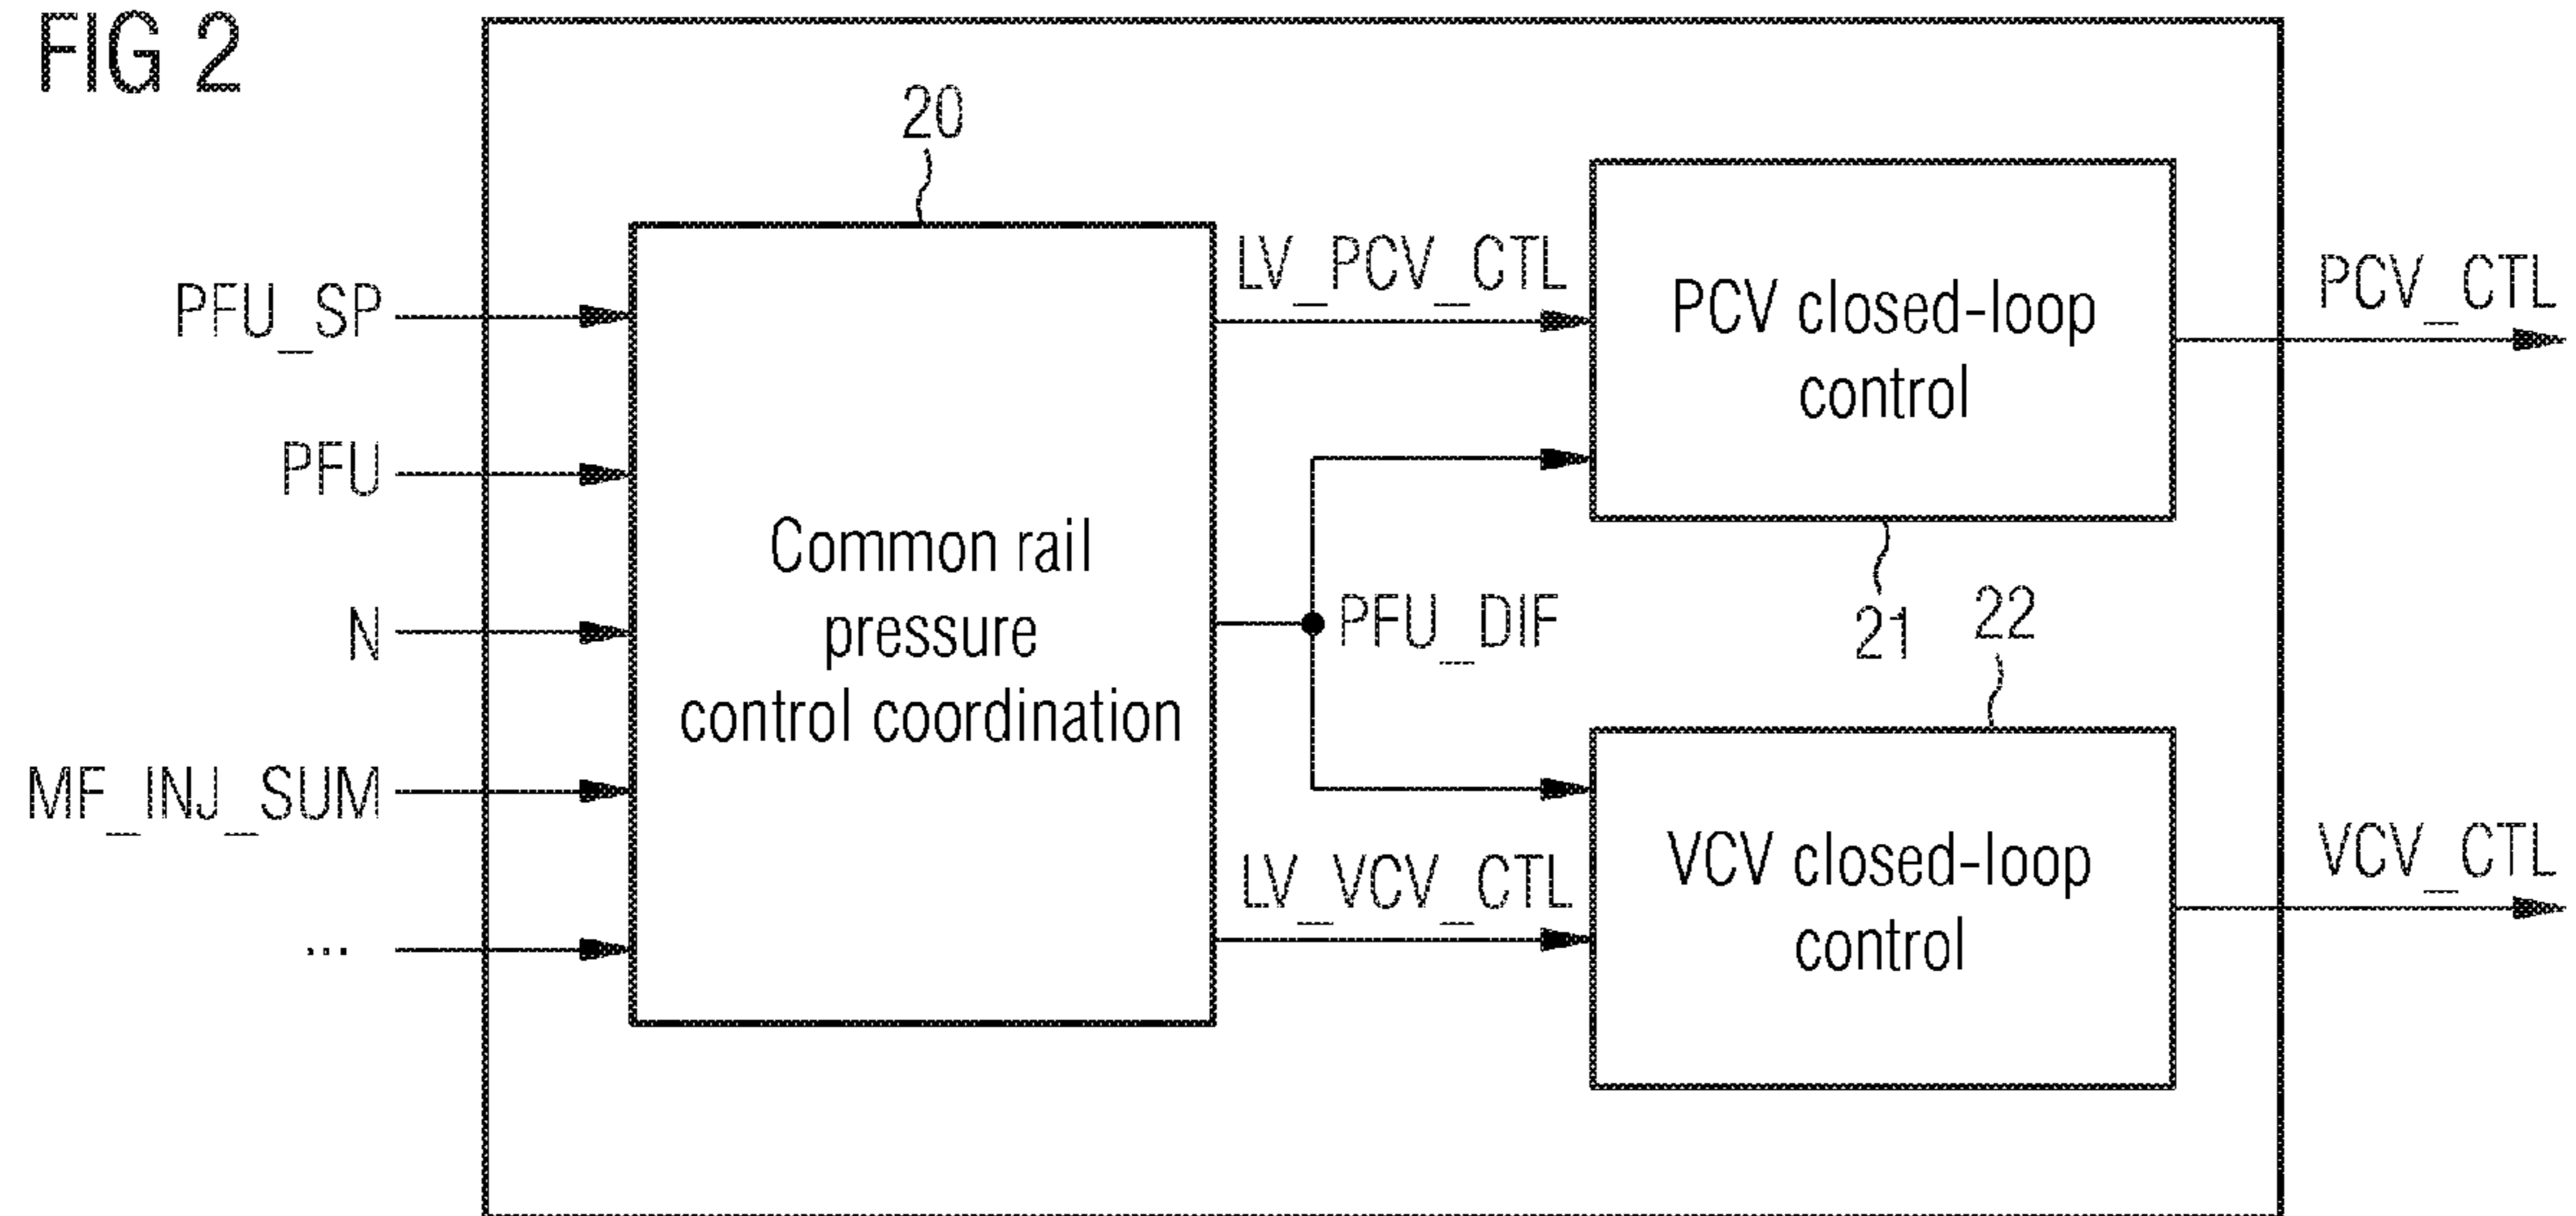 FIG 2
20
PFU_SP
PFU
N
MF_INJ_SUM
...
Common rail
pressure
control coordination
LV_PCV_CTL
PFU_DIF
LV_VCV_CTL
PCV closed-loop
control
21
22
VCV closed-loop
control
PCV_CTL
VCV_CTL